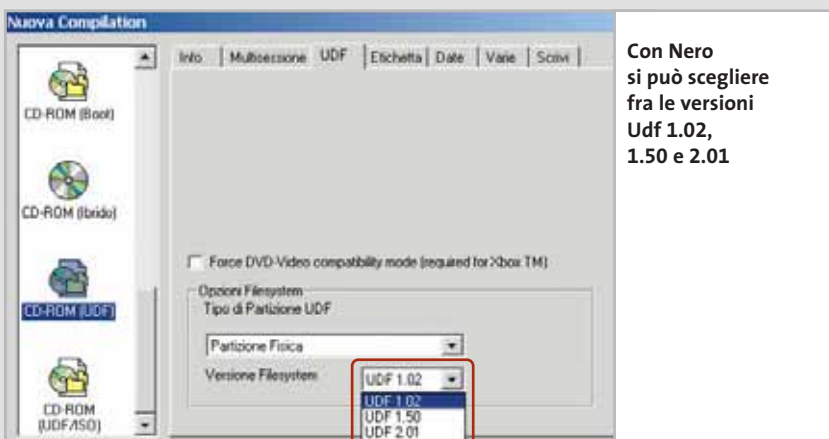 Nuova Compilation
Info
Multisessione
UDF
Etichetta
Date
Varie
Scrivi
CD-ROM (Boot)
CD-ROM (Ibrido)
CD-ROM (UDF)
CD-ROM
(UDF/ISO)
Force DVD-Video compatibility mode (required for Xbox TM)
Opzioni Filesystem
Tipo di Partizione UDF
Partizione Fisica
Versione Filesystem
UDF 1.02
UDF 1.02
UDF 1.50
UDF 2.01
Con Nero
si può scegliere
fra le versioni
Udf 1.02,
1.50 e 2.01